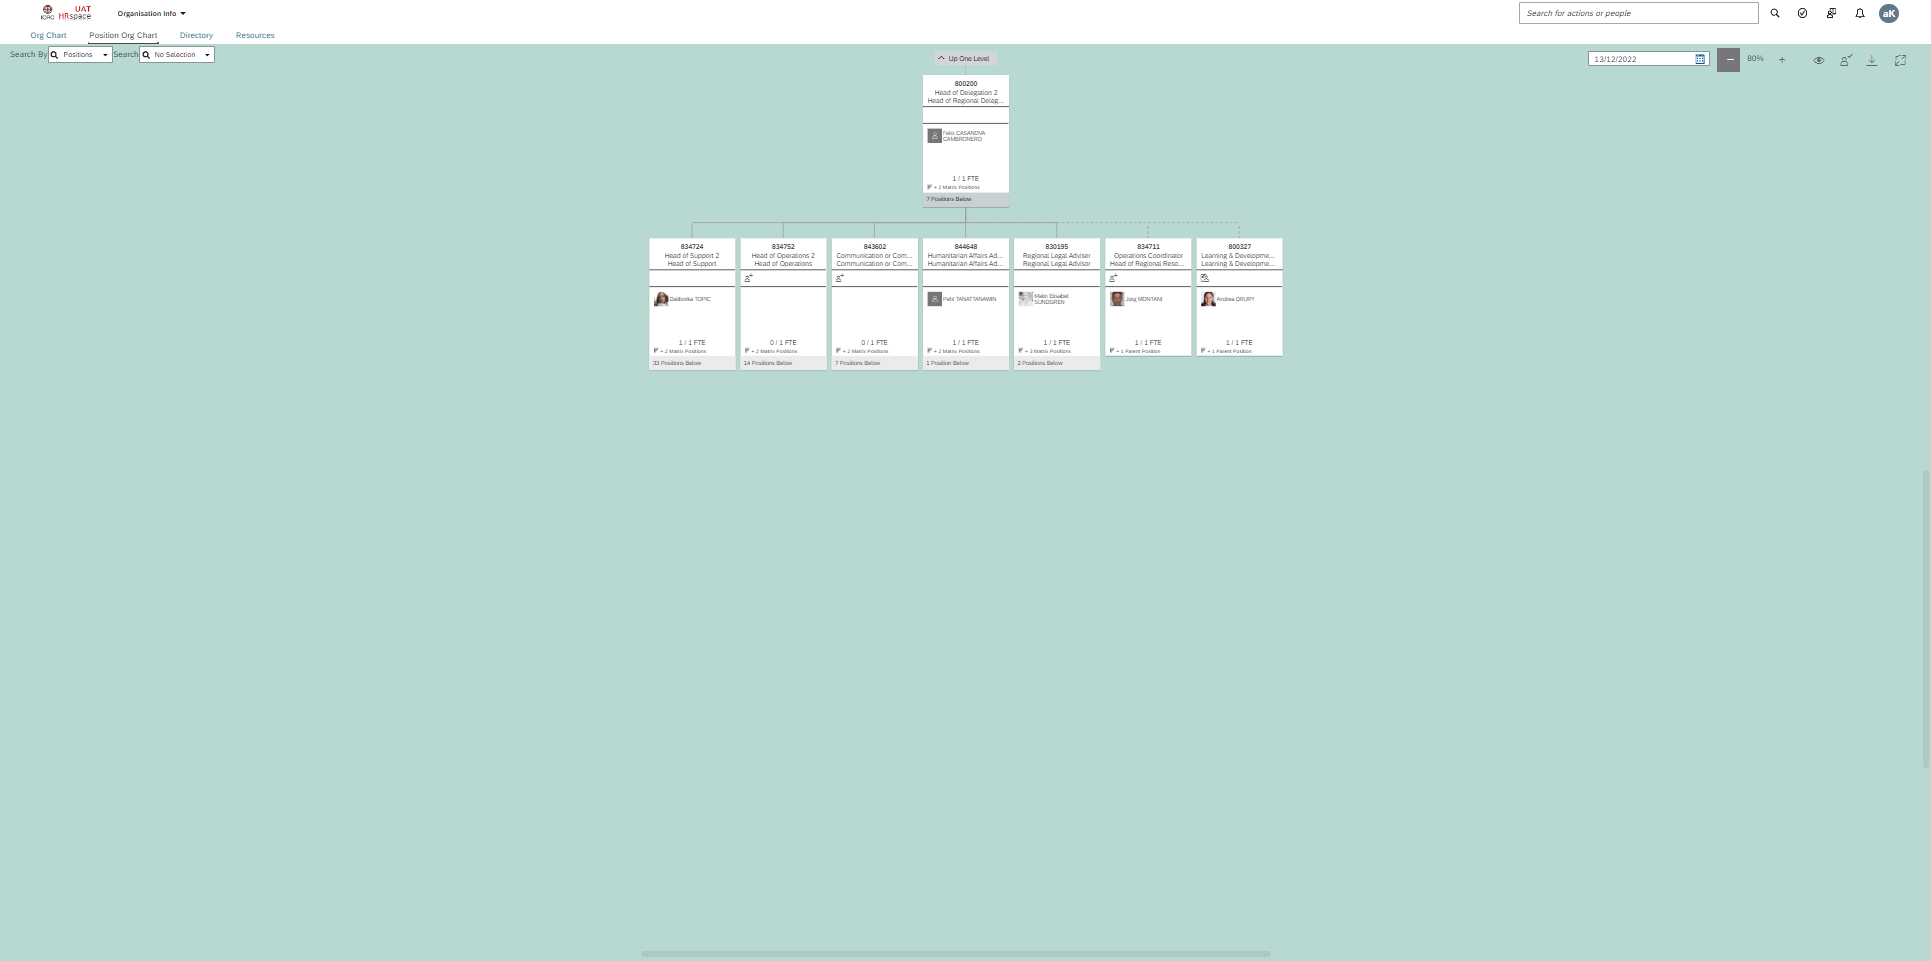 ICRC
UAT
HRspace
Organisation Info
Search for actions or people
aK
Org Chart
Position Org Chart
Directory
Resources
Search By
Positions
Search
No Selection
Up One Level
13/12/2022
80%
800200
Head of Delegation 2
Head of Regional Deleg...
Felix CASANOVA
CAMBRONERO
1 / 1 FTE
+ 2 Matrix Positions
7 Positions Below
834724
Head of Support 2
Head of Support
Daliborka TOPIC
1 / 1 FTE
+ 2 Matrix Positions
33 Positions Below
834752
Head of Operations 2
Head of Operations
0 / 1 FTE
+ 2 Matrix Positions
14 Positions Below
843602
Communication or Com...
Communication or Com...
0 / 1 FTE
+ 2 Matrix Positions
7 Positions Below
844648
Humanitarian Affairs Ad...
Humanitarian Affairs Ad...
TANATTANAWIN
1 / 1 FTE
+ 2 Matrix Positions
1 Position Below
830195
Regional Legal Adviser
Regional Legal Advisor
Malin Elisabet
SUNDGREN
1 / 1 FTE
+ 3 Matrix Positions
2 Positions Below
834711
Operations Coordinator
Head of Regional Reso...
Jörg MONTANI
1 / 1 FTE
+ 1 Parent Position
800327
Learning & Developme...
Learning & Developme...
Andrea DRURY
1 / 1 FTE
+ 1 Parent Position